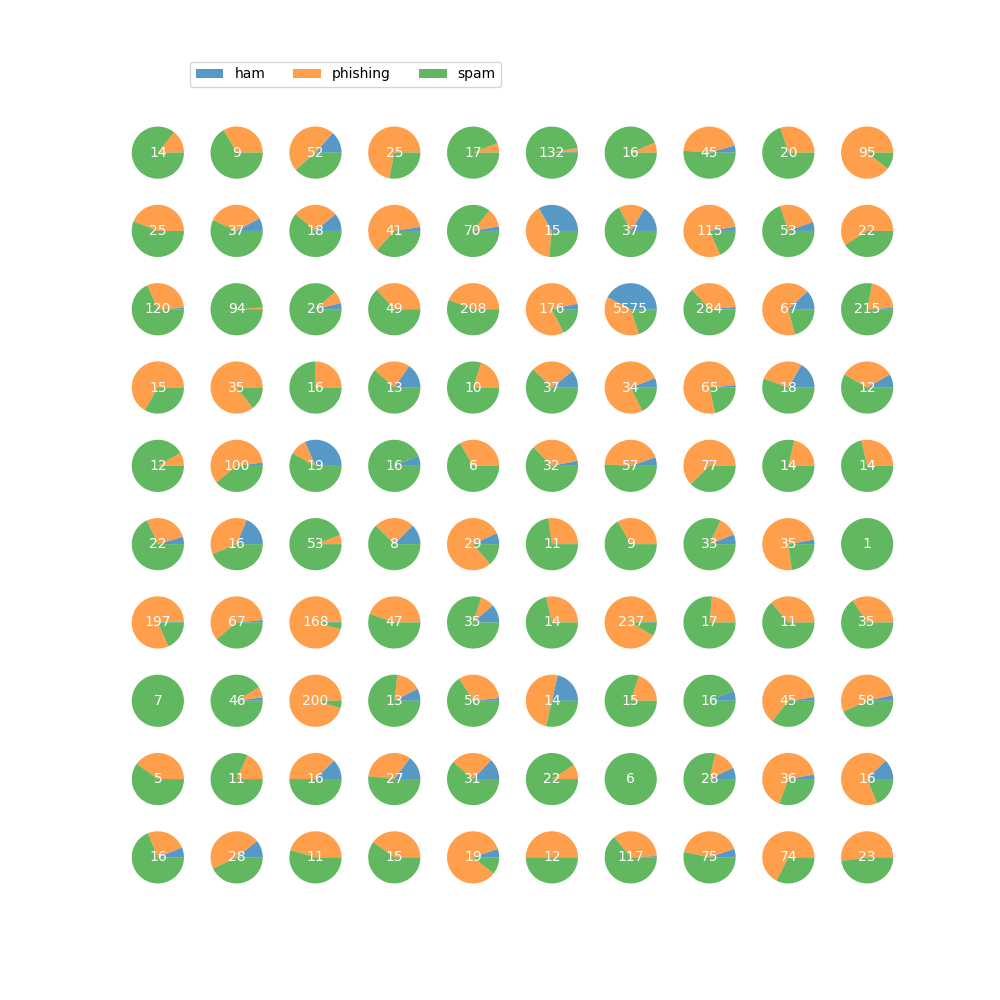 ham phishing spam
14 9 52 25 17 132 16 45 20 95
25 37 18 41 70 15 37 115 53 22
120 94 26 49 208 176 5575 284 67 215
15 35 16 13 10 37 34 65 18 12
12 100 19 16 6 32 57 77 14 14
22 16 53 8 29 11 9 33 35 1
197 67 168 47 35 14 237 17 11 35
7 46 200 13 56 14 15 16 45 58
5 11 16 27 31 22 6 28 36 16
16 28 11 15 19 12 117 75 74 23